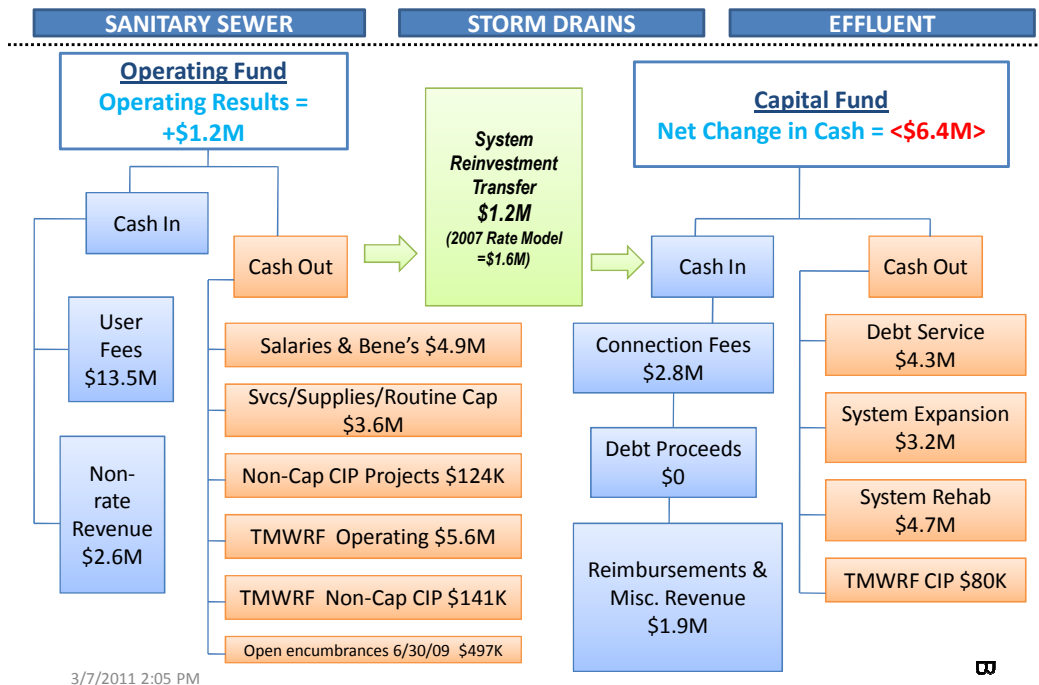 SANITARY SEWER
STORM DRAINS
EFFLUENT
Operating Fund
Operating Results =
+$1.2M
Cash In
User
Fees
$13.5M
Non-
rate
Revenue
$2.6M
Cash Out
Salaries & Bene’s $4.9M
Svcs/Supplies/Routine Cap
$3.6M
Non-Cap CIP Projects $124K
TMWRF Operating $5.6M
TMWRF Non-Cap CIP $141K
Open encumbrances 6/30/09 $497K
System
Reinvestment
Transfer
$1.2M
(2007 Rate Model
=$1.6M)
Capital Fund
Net Change in Cash = <$6.4M>
Cash In
Connection Fees
$2.8M
Debt Proceeds
$0
Reimbursements &
Misc. Revenue
$1.9M
Cash Out
Debt Service
$4.3M
System Expansion
$3.2M
System Rehab
$4.7M
TMWRF CIP $80K
3/7/2011 2:05 PM
B